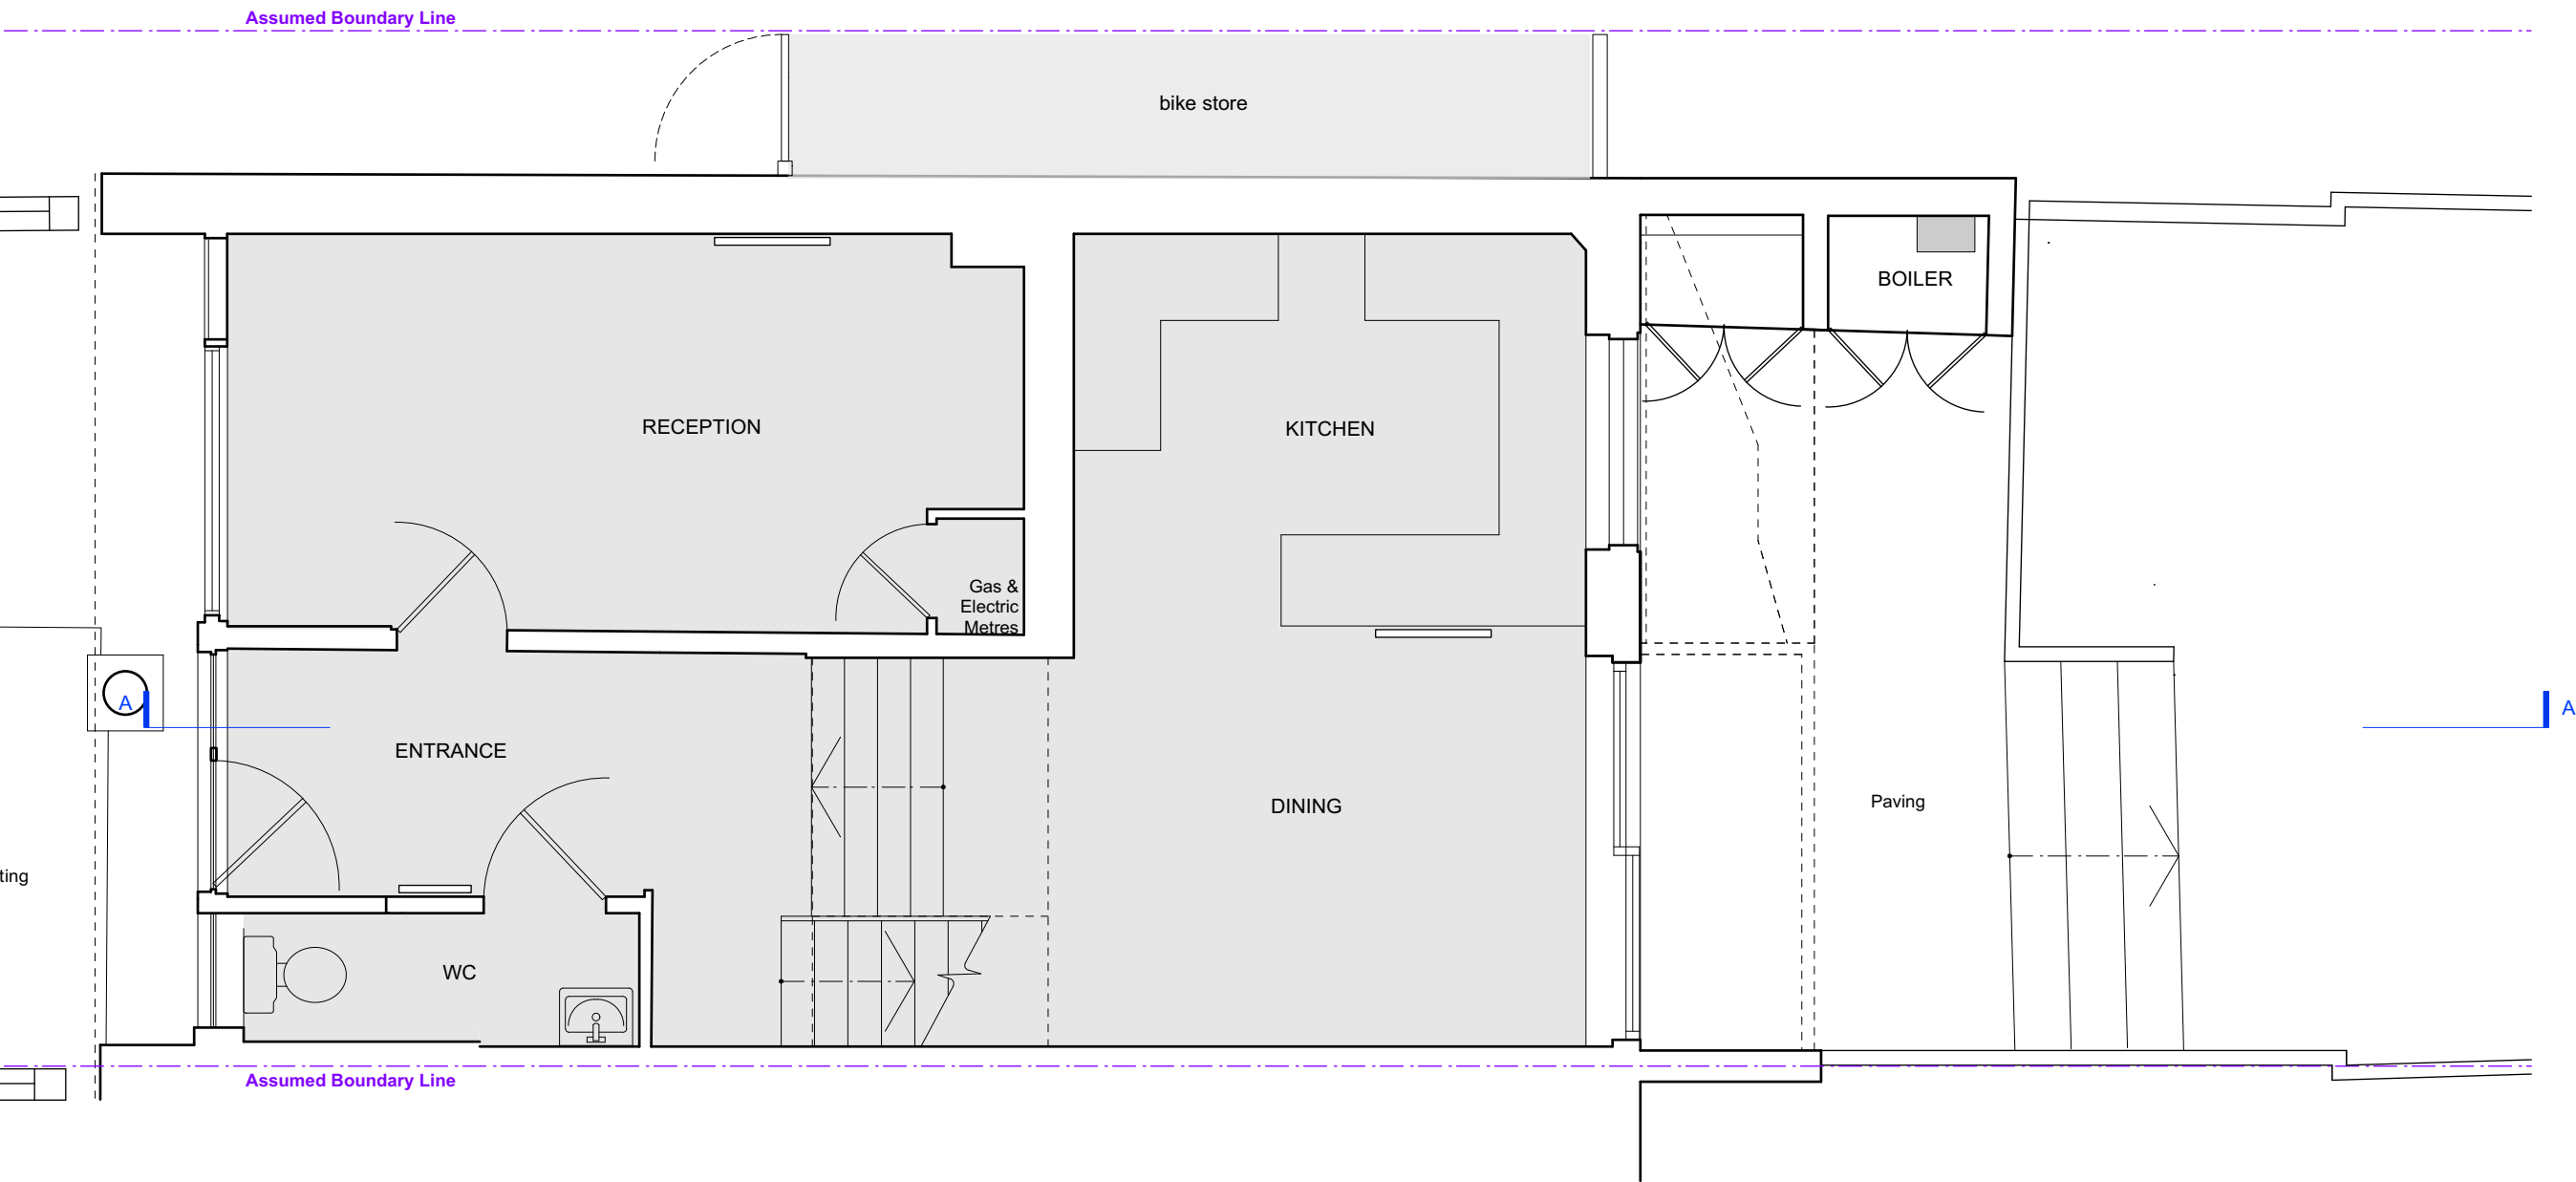 Assumed Boundary Line
bike store
BOILER
RECEPTION
KITCHEN
Gas &
Electric
Metres
A
A
ENTRANCE
DINING
Paving
ting
WC
Assumed Boundary Line